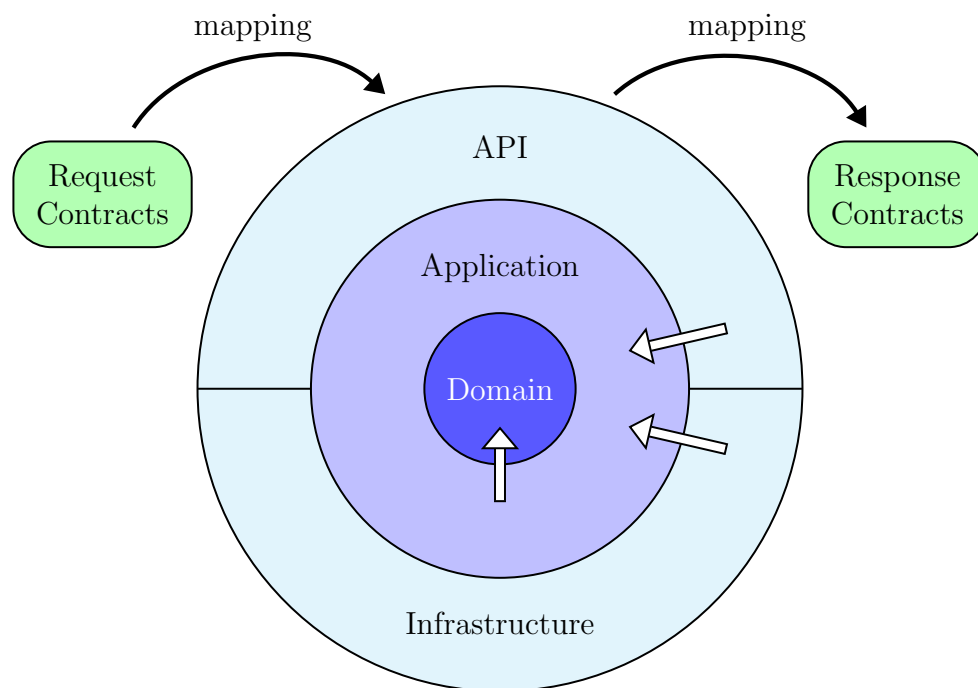 mapping
mapping
API
Request
Contracts
Response
Contracts
Application
Domain
Infrastructure